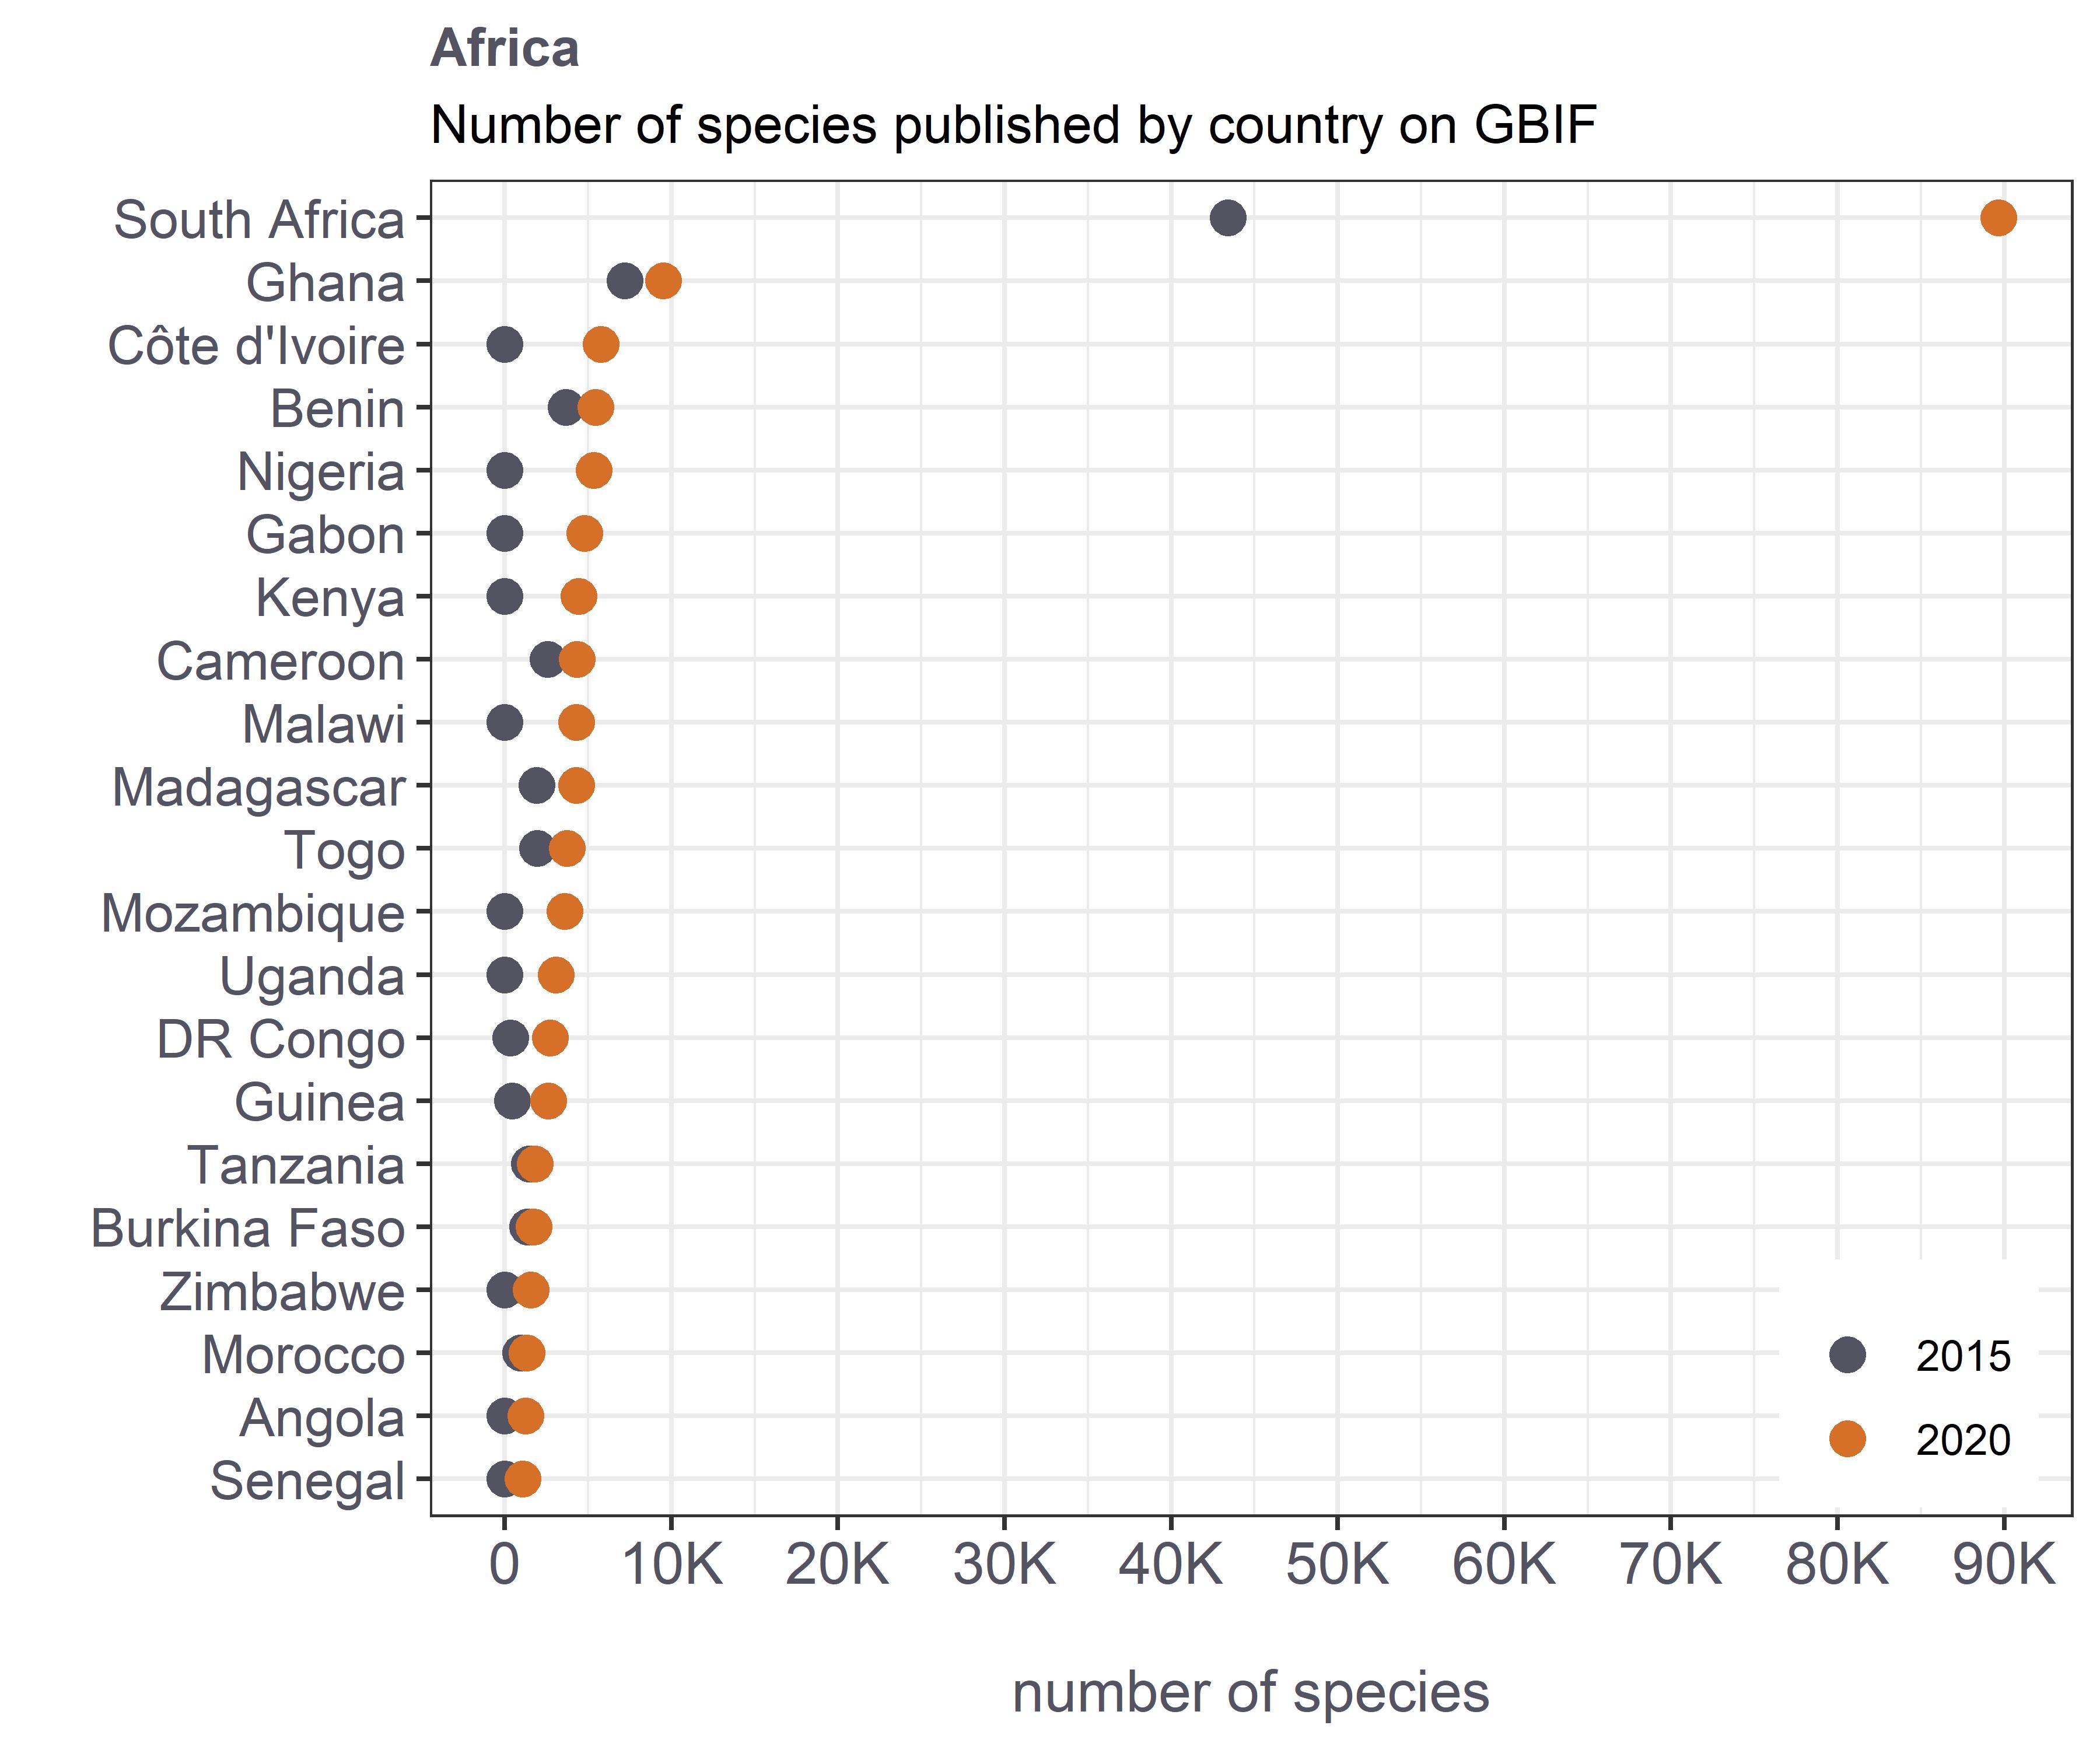 Africa
Number of species published by country on GBIF
South Africa
Ghana
Côte d'Ivoire
Benin
Nigeria
Gabon
Kenya
Cameroon
Malawi
Madagascar
Togo
Mozambique
Uganda
DR Congo
Guinea
Tanzania
Burkina Faso
Zimbabwe
Morocco
Angola
Senegal
2015
2020
0 10K 20K 30K 40K 50K 60K 70K 80K 90K
number of species